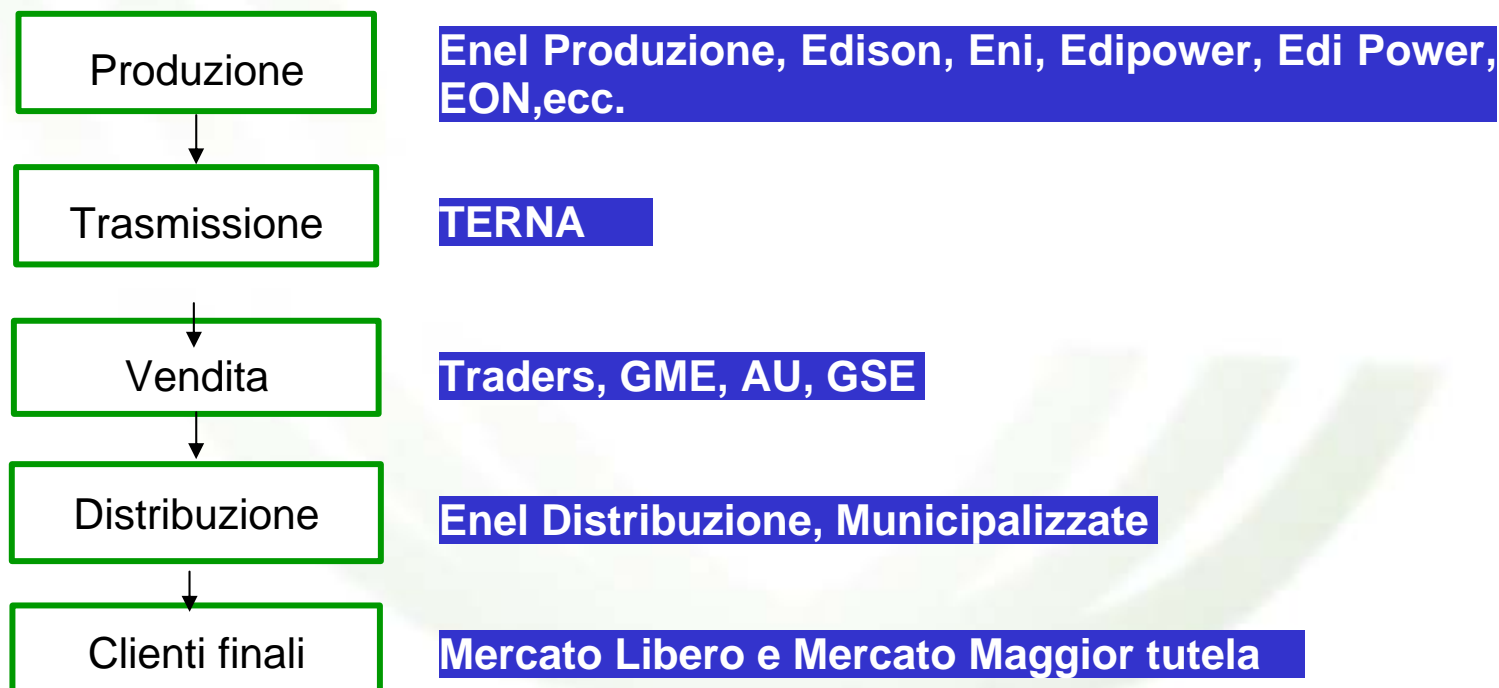 Produzione
Enel Produzione, Edison, Eni, Edipower, Edi Power,
EON,ecc.
Trasmissione
TERNA
Vendita
Traders, GME, AU, GSE
Distribuzione
Enel Distribuzione, Municipalizzate
Clienti finali
Mercato Libero e Mercato Maggior tutela